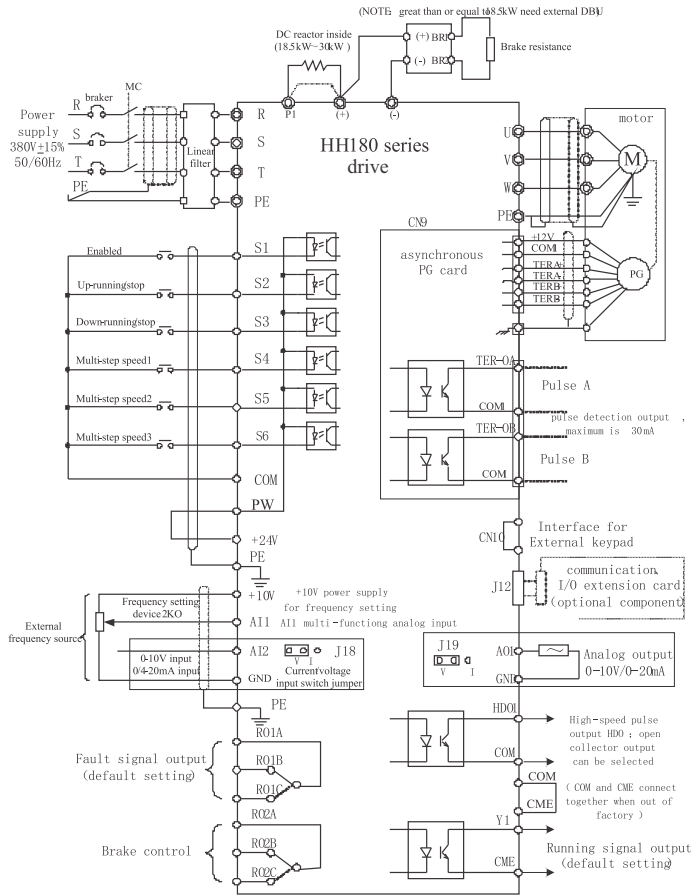 (NOTE: great than or equal to18.5kW need external DBU)
DC reactor inside
(18.5kW~30kW)
(+) BR1
(-) BR2
Brake resistance
P1
(+)
(-)
braker
MC
R
S
T
PE
Power
supply
380V±15%
50/60Hz
Linear
filter
R
S
T
PE
HH180 series
drive
U
V
W
PE
motor
M
CN9
asynchronous
PG card
+12V
COM1
TERA+
TERA-
TERB+
TERB-
PG
Enabled
S1
Up-runningstop
S2
Down-runningstop
S3
Multi-step speed1
S4
Multi-step speed2
S5
Multi-step speed3
S6
COM
PW
+24V
PE
TER-OA
Pulse A
COM1
pulse detection output ,
maximum is 30mA
TER-OB
Pulse B
COM
CN10
Interface for
External keypad
J12
communication,
I/O extension card
(optional component)
+10V
+10V power supply
for frequency setting
AI1 multi-functiong analog input
Frequency setting
device2KO
AI1
External
frequency source
AI2
J18
V I
0-10V input
0/4-20mA input
Current/voltage
input switch jumper
GND
PE
J19
V I
AO1
GND
Analog output
0-10V/0-20mA
RO1A
RO1B
RO1C
Fault signal output
(default setting)
RO2A
RO2B
RO2C
Brake control
HDO1
COM
High-speed pulse
output HDO ; open
collector output
can be selected
COM
CME
( COM and CME connect
together when out of
factory )
Y1
CME
Running signal output
(default setting)